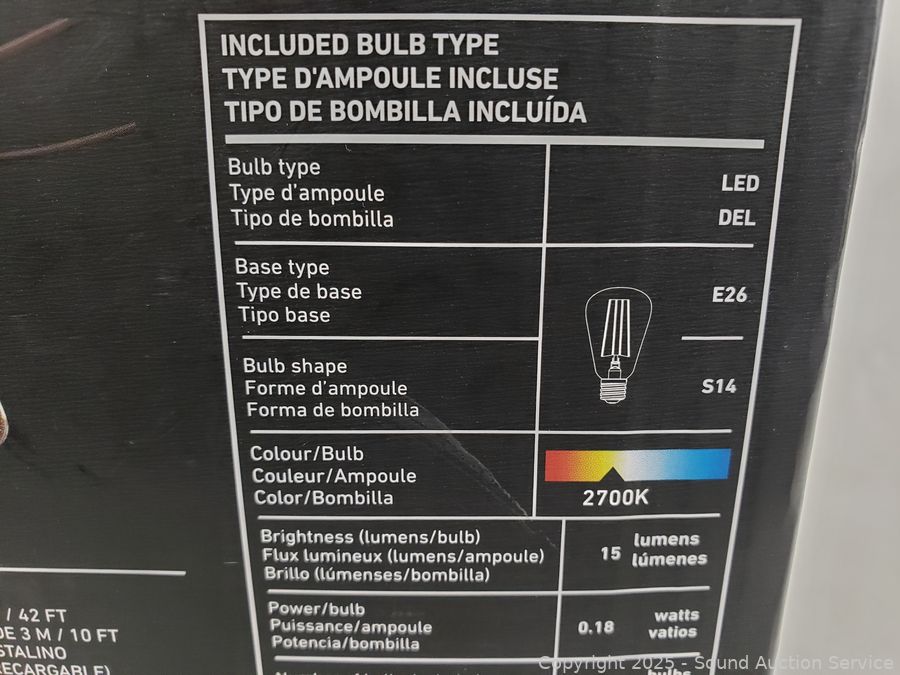 INCLUDED BULB TYPE
TYPE D'AMPOULE INCLUSE
TIPO DE BOMBILLA INCLUÍDA
Bulb type
Type d'ampoule
Tipo de bombilla
LED
DEL
Base type
Type de base
Tipo base
E26
Bulb shape
Forme d'ampoule
Forma de bombilla
S14
Colour/Bulb
Couleur/Ampoule
Color/Bombilla
2700K
Brightness (lumens/bulb)
Flux lumineux (lumens/ampoule)
Brillo (lúmenses/bombilla)
15 lumens
lúmenes
Power/bulb
Puissance/ampoule
Potencia/bombilla
0.18 watts
vatios
/ 42 FT
DE 3 M / 10 FT
STALINO
RECARGABLE)
Copyright 2025 - Sound Auction Service